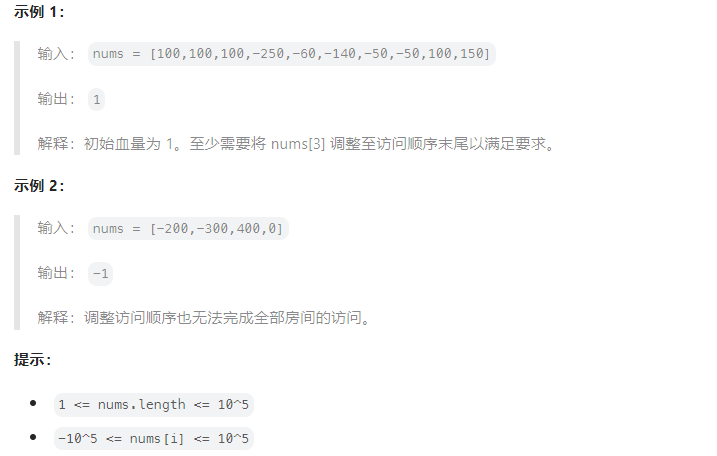 示例 1:
输入: nums = [100,100,100,-250,-60,-140,-50,-50,100,150]
输出: 1
解释: 初始血量为 1。至少需要将 nums[3] 调整至访问顺序末尾以满足要求。
示例 2:
输入: nums = [-200,-300,400,0]
输出: -1
解释: 调整访问顺序也无法完成全部房间的访问。
提示:
• 1 <= nums.length <= 10^5
• -10^5 <= nums[i] <= 10^5